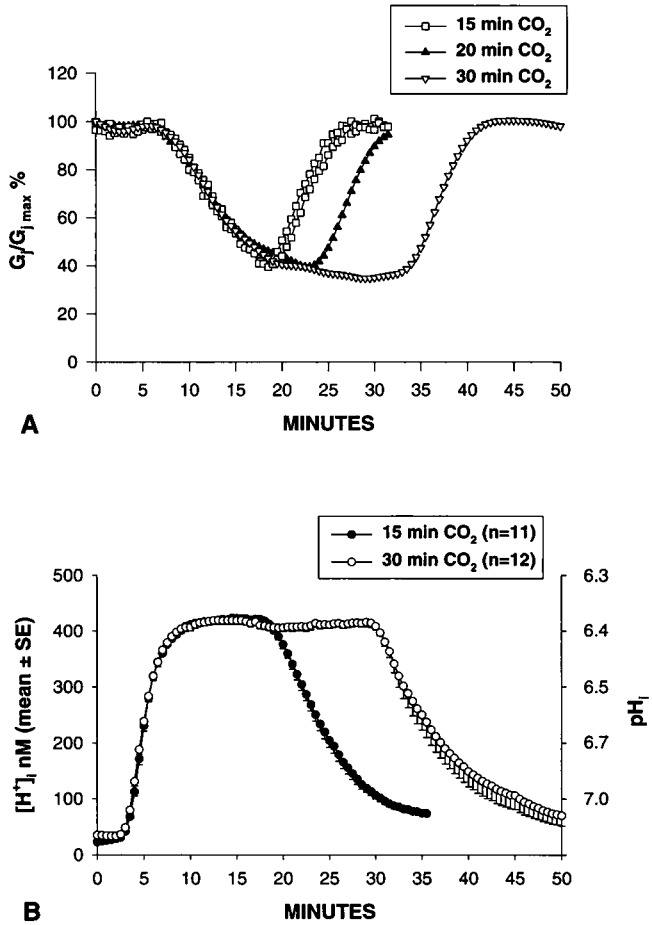 15 min CO2
20 min CO2
30 min CO2
120
100
80
60
40
20
0
Gj/Gj max %
0 5 10 15 20 25 30 35 40 45 50
MINUTES
A
15 min CO2 (n=11)
30 min CO2 (n=12)
500
400
300
200
100
0
[H+]i nM (mean ± SE)
6.3
6.4
6.5
6.7
7.0
pHi
0 5 10 15 20 25 30 35 40 45 50
MINUTES
B